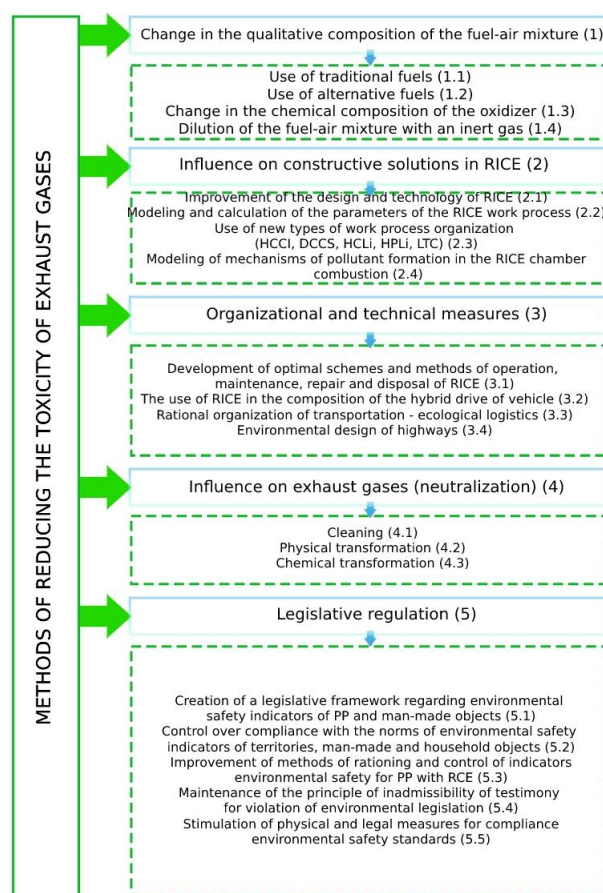 METHODS OF REDUCING THE TOXICITY OF EXHAUST GASES
Change in the qualitative composition of the fuel-air mixture (1)
Use of traditional fuels (1.1)
Use of alternative fuels (1.2)
Change in the chemical composition of the oxidizer (1.3)
Dilution of the fuel-air mixture with an inert gas (1.4)
Influence on constructive solutions in RICE (2)
Improvement of the design and technology of RICE (2.1)
Modeling and calculation of the parameters of the RICE work process (2.2)
Use of new types of work process organization
(HCCI, DCCS, HCLi, HPLi, LTC) (2.3)
Modeling of mechanisms of pollutant formation in the RICE chamber
combustion (2.4)
Organizational and technical measures (3)
Development of optimal schemes and methods of operation,
maintenance, repair and disposal of RICE (3.1)
The use of RICE in the composition of the hybrid drive of vehicle (3.2)
Rational organization of transportation - ecological logistics (3.3)
Environmental design of highways (3.4)
Influence on exhaust gases (neutralization) (4)
Cleaning (4.1)
Physical transformation (4.2)
Chemical transformation (4.3)
Legislative regulation (5)
Creation of a legislative framework regarding environmental
safety indicators of PP and man-made objects (5.1)
Control over compliance with the norms of environmental safety
indicators of territories, man-made and household objects (5.2)
Improvement of methods of rationing and control of indicators
environmental safety for PP with RCE (5.3)
Maintenance of the principle of inadmissibility of testimony
for violation of environmental legislation (5.4)
Stimulation of physical and legal measures for compliance
environmental safety standards (5.5)